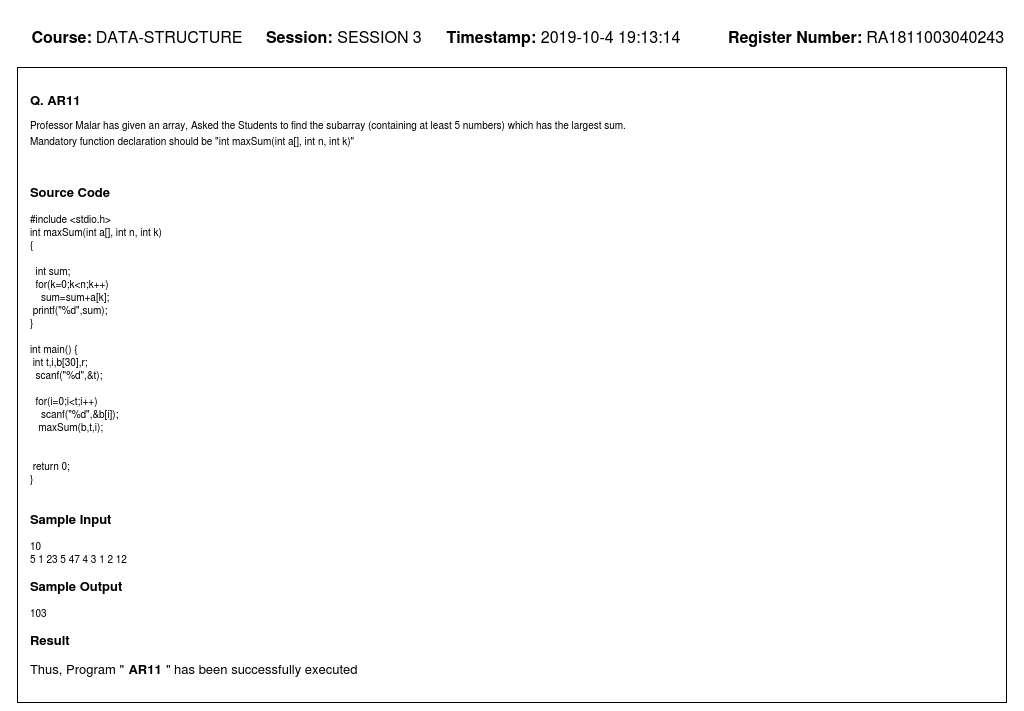 Course: DATA-STRUCTURE Session: SESSION 3 Timestamp: 2019-10-4 19:13:14 Register Number: RA1811003040243
Q. AR11
Professor Malar has given an array, Asked the Students to find the subarray (containing at least 5 numbers) which has the largest sum.
Mandatory function declaration should be "int maxSum(int a[], int n, int k)"
Source Code
#include <stdio.h>
int maxSum(int a[], int n, int k)
{
int sum;
for(k=0;k<n;k++)
sum=sum+a[k];
printf("%d",sum);
}
int main() {
int t,i,b[30],r;
scanf("%d",&t);
for(i=0;i<t;i++)
scanf("%d",&b[i]);
maxSum(b,t,i);
return 0;
}
Sample Input
10
5 1 23 5 47 4 3 1 2 12
Sample Output
103
Result
Thus, Program " AR11 " has been successfully executed